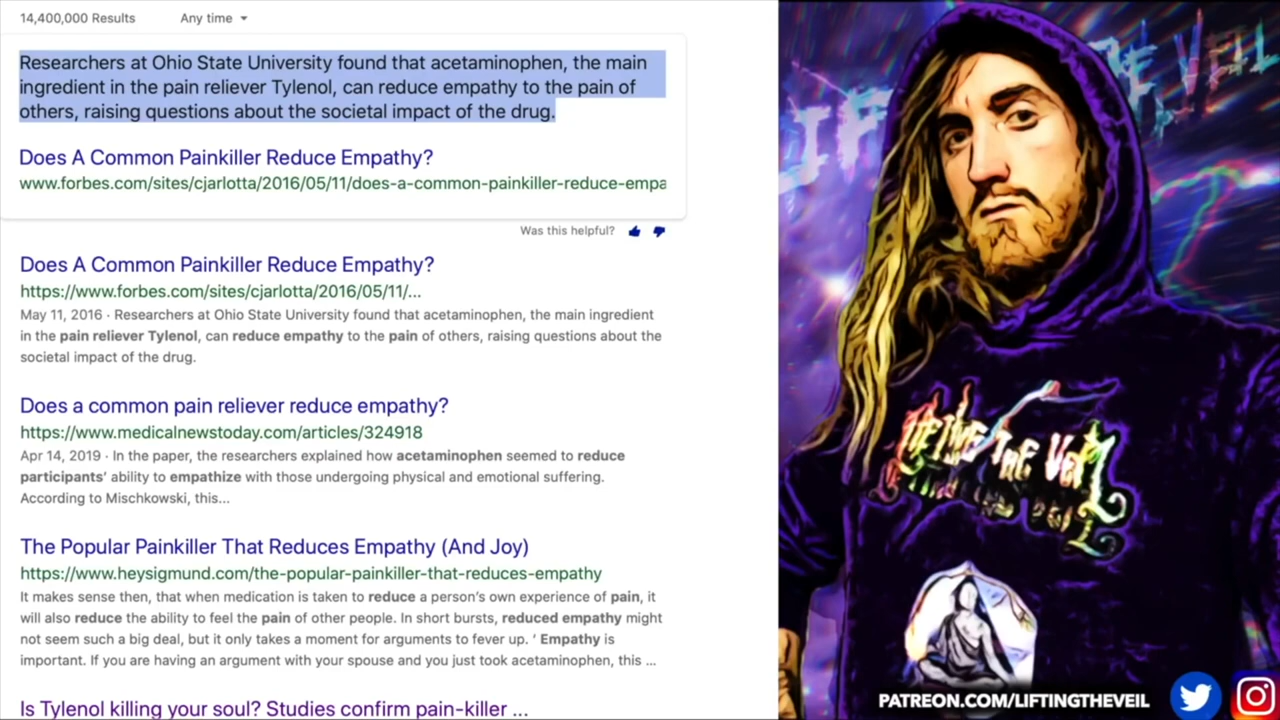 14,400,000 Results Any time
Researchers at Ohio State University found that acetaminophen, the main
ingredient in the pain reliever Tylenol, can reduce empathy to the pain of
others, raising questions about the societal impact of the drug.
Does A Common Painkiller Reduce Empathy?
www.forbes.com/sites/cjarlotta/2016/05/11/does-a-common-painkiller-reduce-empa
Was this helpful?
Does A Common Painkiller Reduce Empathy?
https://www.forbes.com/sites/cjarlotta/2016/05/11/...
May 11, 2016 · Researchers at Ohio State University found that acetaminophen, the main ingredient
in the pain reliever Tylenol, can reduce empathy to the pain of others, raising questions about the
societal impact of the drug.
Does a common pain reliever reduce empathy?
https://www.medicalnewstoday.com/articles/324918
Apr 14, 2019 · In the paper, the researchers explained how acetaminophen seemed to reduce
participants’ ability to empathize with those undergoing physical and emotional suffering.
According to Mischkowski, this...
The Popular Painkiller That Reduces Empathy (And Joy)
https://www.heysigmund.com/the-popular-painkiller-that-reduces-empathy
It makes sense then, that when medication is taken to reduce a person’s own experience of pain, it
will also reduce the ability to feel the pain of other people. In short bursts, reduced empathy might
not seem such a big deal, but it only takes a moment for arguments to fever up. ‘ Empathy is
important. If you are having an argument with your spouse and you just took acetaminophen, this ...
Is Tylenol killing your soul? Studies confirm pain-killer ...
THE VEIL
PATREON.COM/LIFTINGTHEVEIL